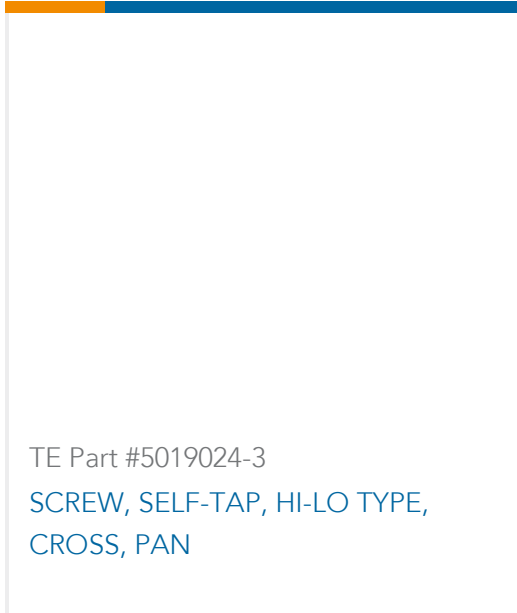 TE Part #5019024-3
SCREW, SELF-TAP, HI-LO TYPE,
CROSS, PAN